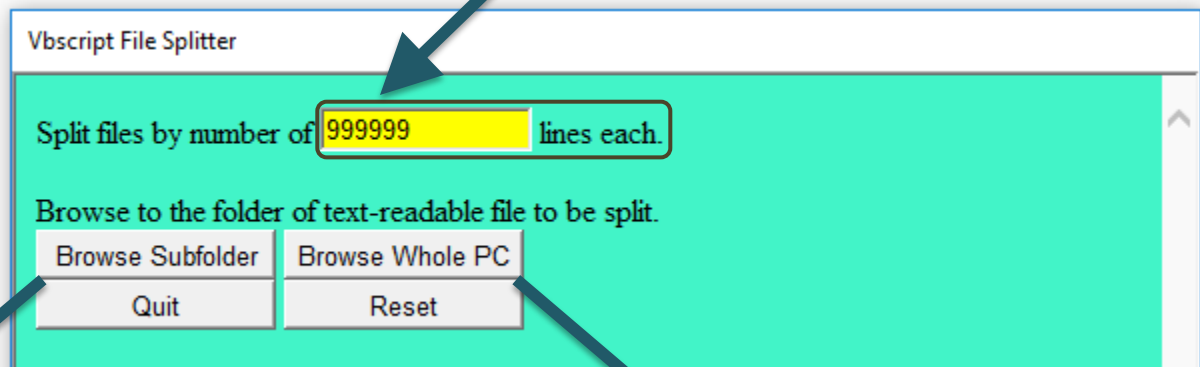 Vbscript File Splitter
Split files by number of 999999 lines each.
Browse to the folder of text-readable file to be split.
Browse Subfolder Browse Whole PC
Quit Reset